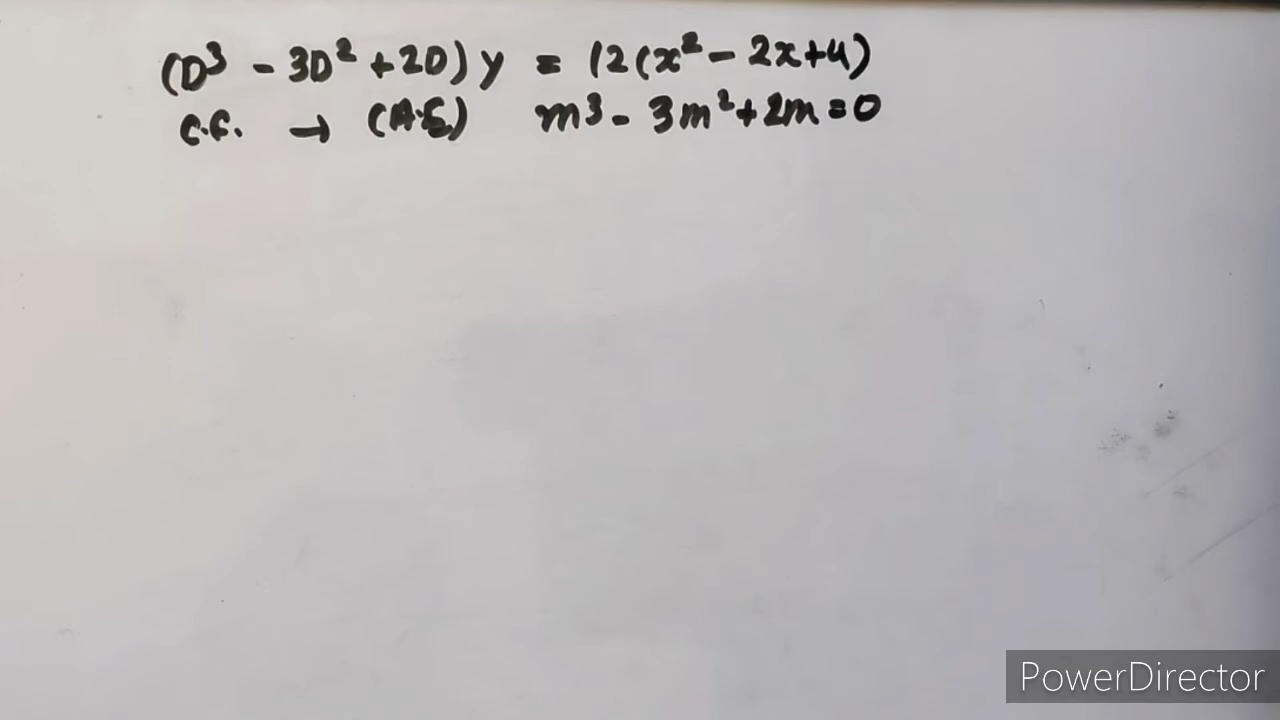 (D³ - 3D² + 2D) y = 12(x² - 2x + 4)
C.F. → (A.E) m³ - 3m² + 2m = 0
PowerDirector